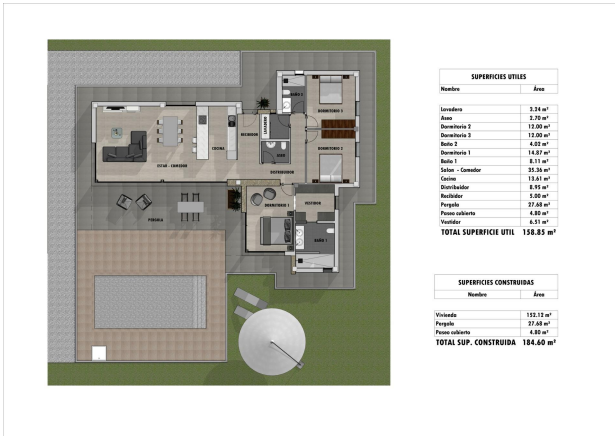 BAÑO 2
DORMITORIO 3
LAVADERO
RECIBIDOR
COCINA
ASEO
DORMITORIO 2
ESTAR - COMEDOR
DISTRIBUIDOR
DORMITORIO 1
VESTIDOR
PERGOLA
BAÑO 1
SUPERFICIES UTILES
Nombre Área
Lavadero 3.24 m²
Aseo 2.70 m²
Dormitorio 2 12.00 m²
Dormitorio 3 12.00 m²
Baño 2 4.02 m²
Dormitorio 1 14.87 m²
Baño 1 8.11 m²
Salon - Comedor 35.36 m²
Cocina 13.61 m²
Distribuidor 8.95 m²
Recibidor 5.00 m²
Pergola 27.68 m²
Paseo cubierto 4.80 m²
Vestidor 6.51 m²
TOTAL SUPERFICIE UTIL 158.85 m²
SUPERFICIES CONSTRUIDAS
Nombre Área
Vivienda 152.12 m²
Pergola 27.68 m²
Paseo cubierto 4.80 m²
TOTAL SUP. CONSTRUIDA 184.60 m²